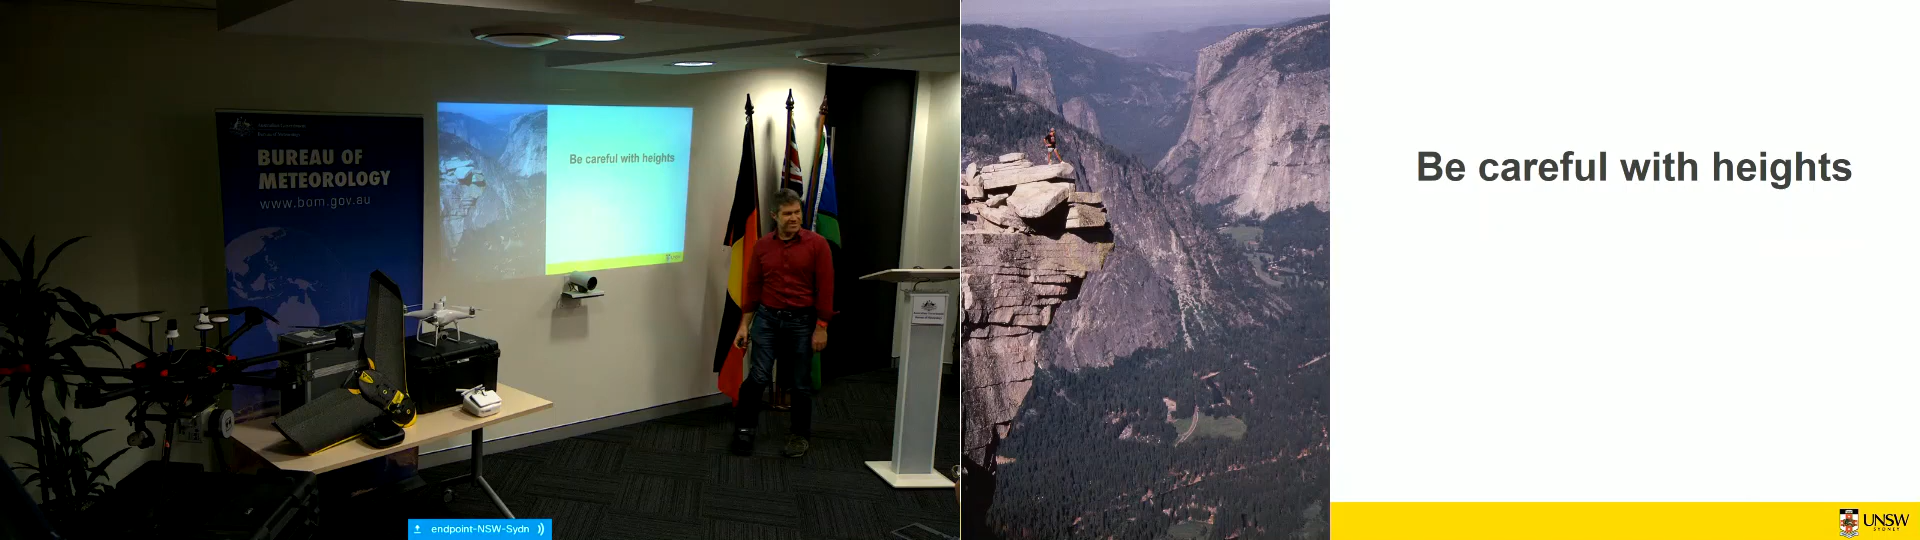 BUREAU OF
METEOROLOGY
www.bom.gov.au
Be careful with heights
endpoint-NSW-Sydn
Be careful with heights
UNSW
SYDNEY